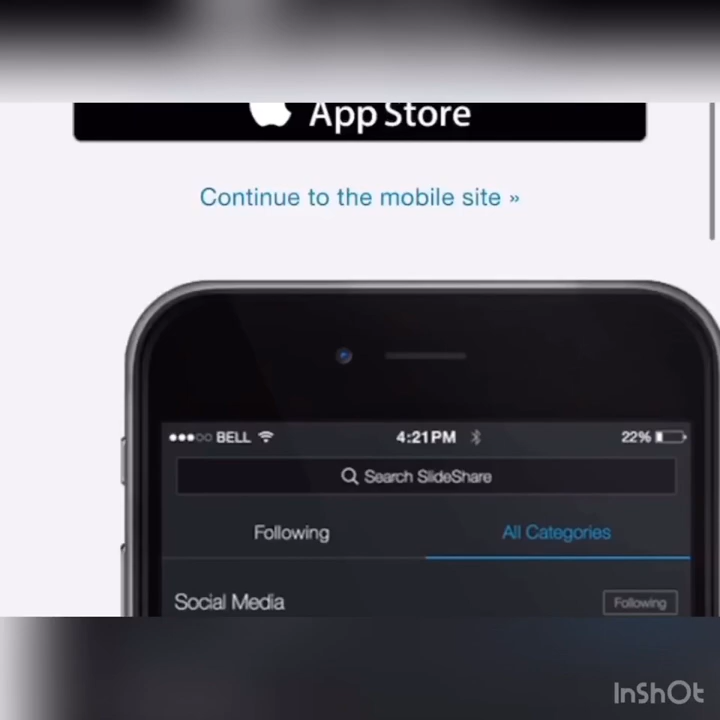 App Store
Continue to the mobile site »
BELL 4:21 PM 22%
Search SlideShare
Following All Categories
Social Media Following
InShOt